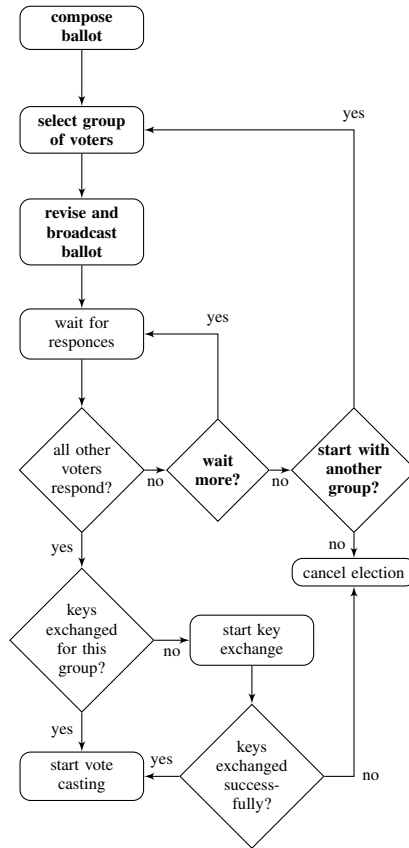 compose
ballot
yes
select group
of voters
revise and
broadcast
ballot
wait for
responces
yes
all other
voters
respond?
no
wait
more?
no
start with
another
group?
yes
no
cancel election
keys
exchanged
for this
group?
no
start key
exchange
yes
start vote
casting
yes
keys
exchanged
success-
fully?
no